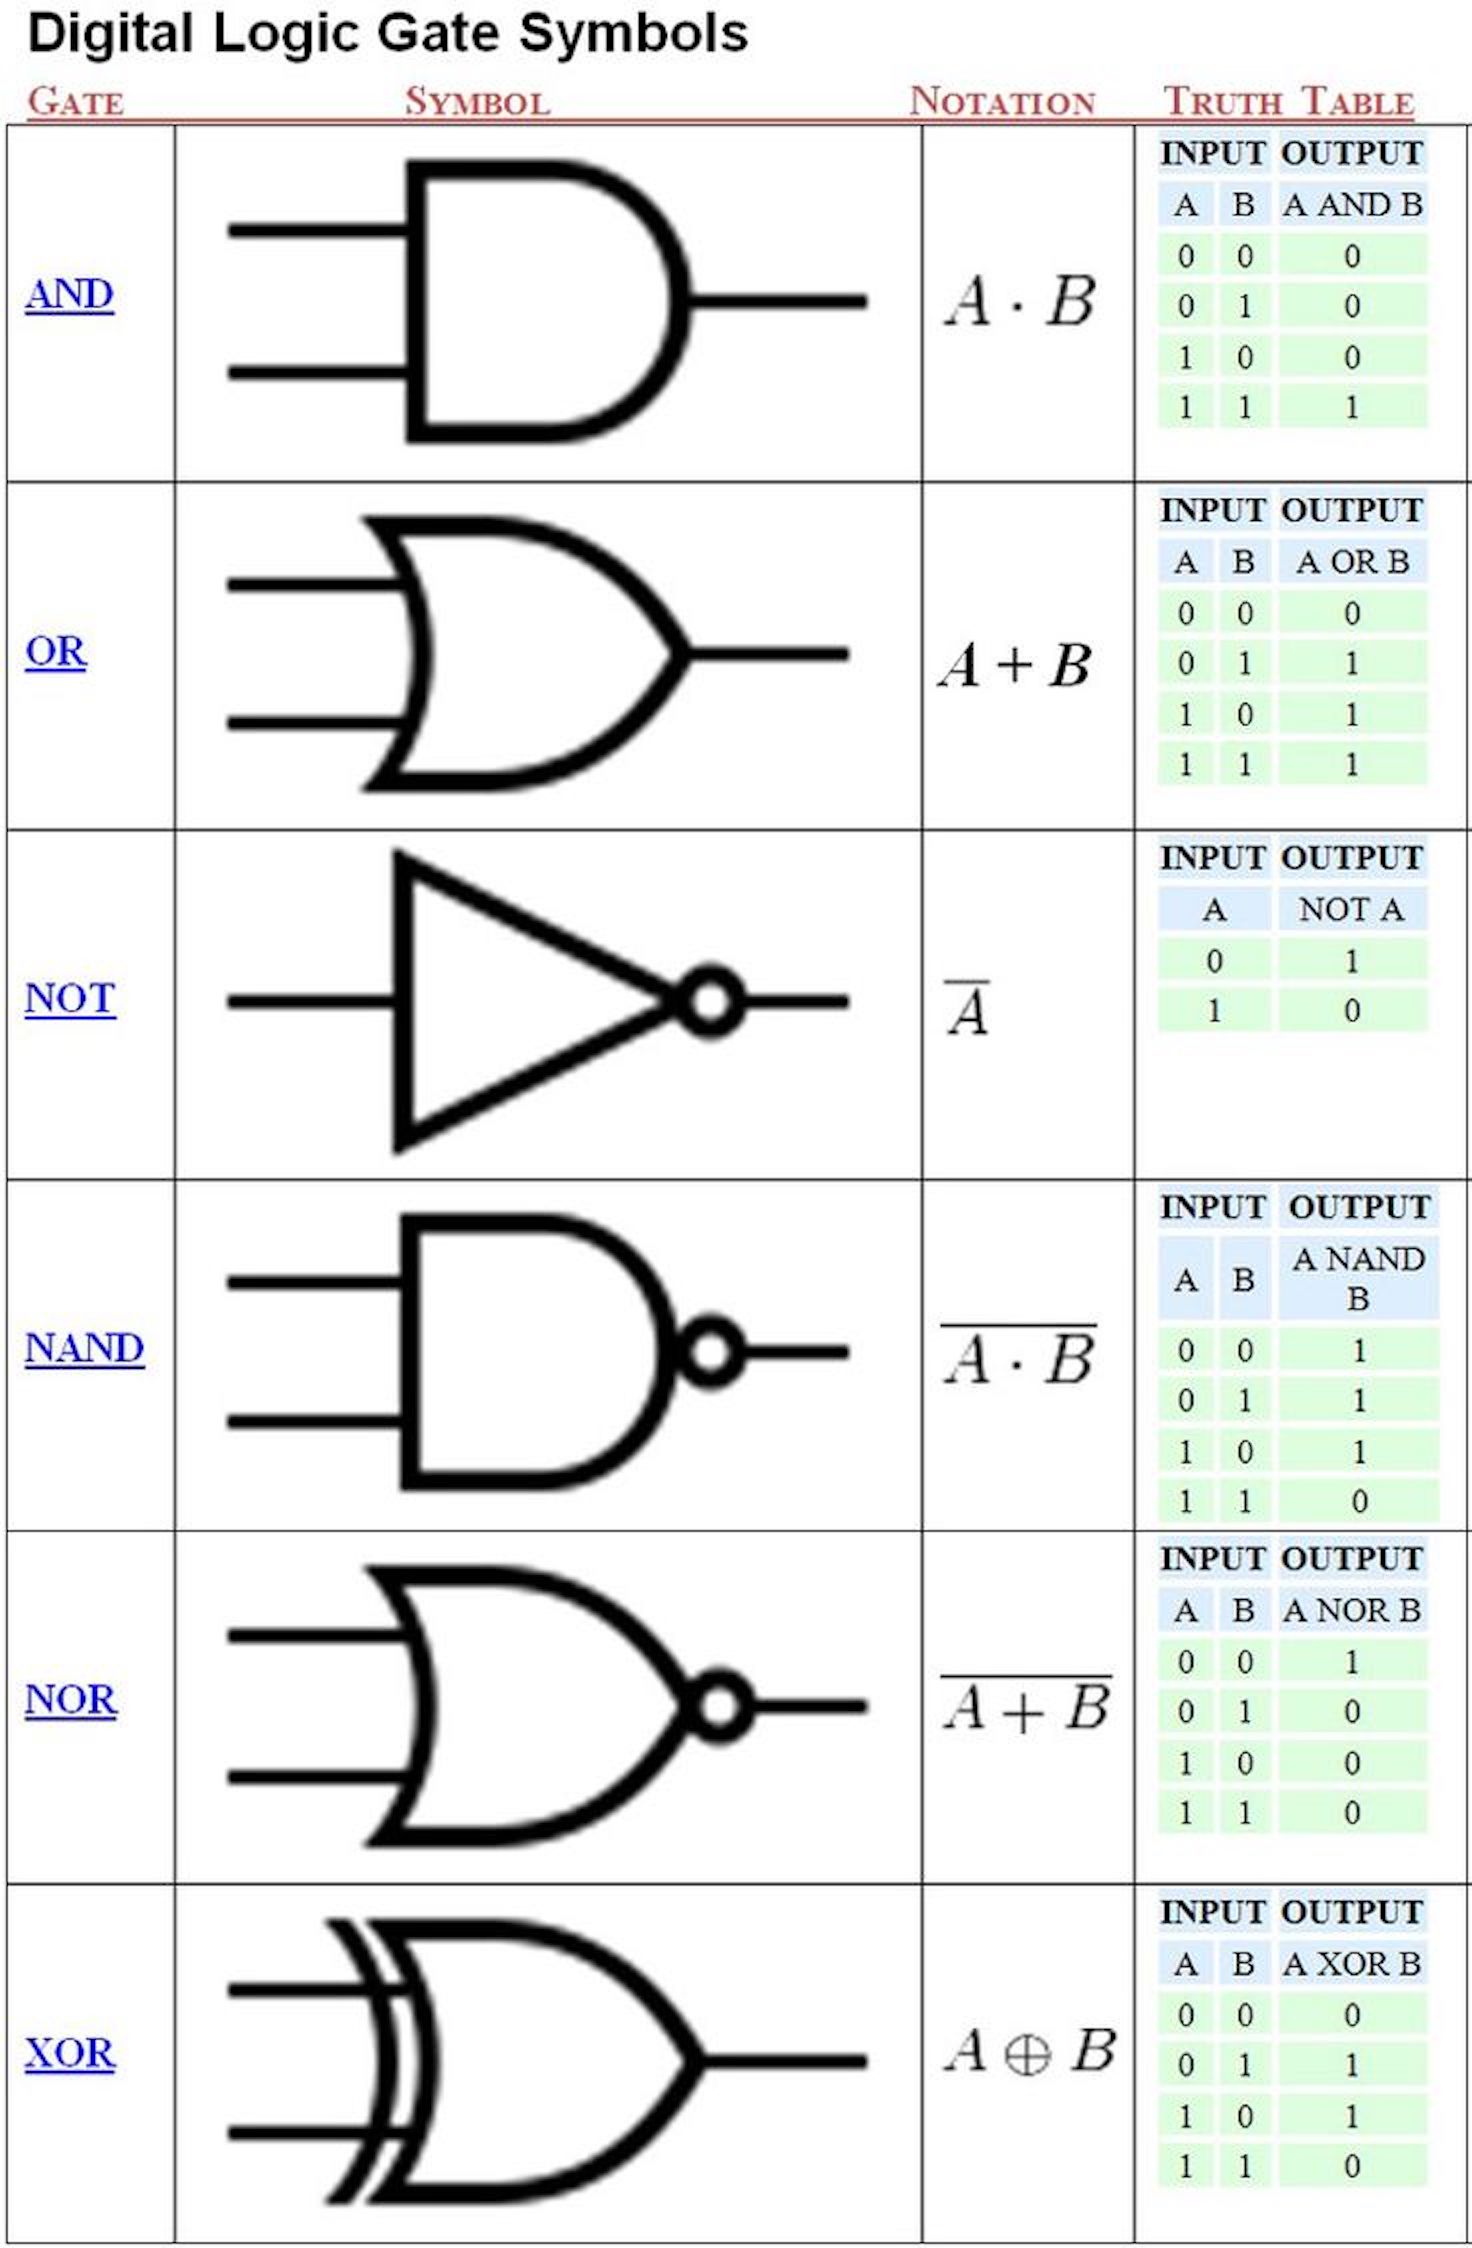 Digital Logic Gate Symbols
GATE SYMBOL NOTATION TRUTH TABLE
AND
A · B
INPUT OUTPUT
A B A AND B
0 0 0
0 1 0
1 0 0
1 1 1
OR
A + B
INPUT OUTPUT
A B A OR B
0 0 0
0 1 1
1 0 1
1 1 1
NOT
A̅
INPUT OUTPUT
A NOT A
0 1
1 0
NAND
A̅ ̅·̅ ̅B̅
INPUT OUTPUT
A B A NAND
B
0 0 1
0 1 1
1 0 1
1 1 0
NOR
A̅ ̅+̅ ̅B̅
INPUT OUTPUT
A B A NOR B
0 0 1
0 1 0
1 0 0
1 1 0
XOR
A ⊕ B
INPUT OUTPUT
A B A XOR B
0 0 0
0 1 1
1 0 1
1 1 0